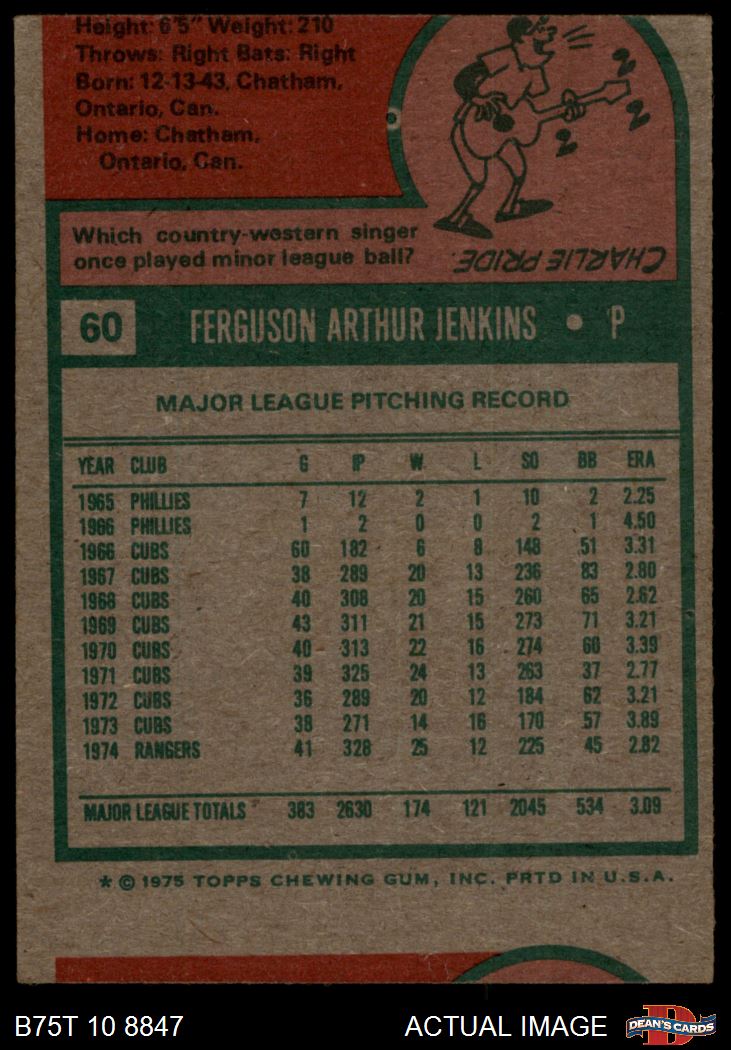 Height: 6'5" Weight: 210
Throws: Right Bats: Right
Born: 12-13-43, Chatham,
Ontario, Can.
Home: Chatham,
Ontario, Can.
Which country-western singer
once played minor league ball?
CHARLIE PRIDE.
60 FERGUSON ARTHUR JENKINS • P
MAJOR LEAGUE PITCHING RECORD
YEAR CLUB G IP W L SO BB ERA
1965 PHILLIES 7 12 2 1 10 2 2.25
1966 PHILLIES 1 2 0 0 2 1 4.50
1966 CUBS 60 182 6 8 148 51 3.31
1967 CUBS 38 289 20 13 236 83 2.80
1968 CUBS 40 308 20 15 260 65 2.62
1969 CUBS 43 311 21 15 273 71 3.21
1970 CUBS 40 313 22 16 274 60 3.39
1971 CUBS 39 325 24 13 263 37 2.77
1972 CUBS 36 289 20 12 184 62 3.21
1973 CUBS 38 271 14 16 170 57 3.89
1974 RANGERS 41 328 25 12 225 45 2.82
MAJOR LEAGUE TOTALS 383 2630 174 121 2045 534 3.09
* © 1975 TOPPS CHEWING GUM, INC. PRTD IN U.S.A.
B75T 10 8847 ACTUAL IMAGE DEAN'S CARDS